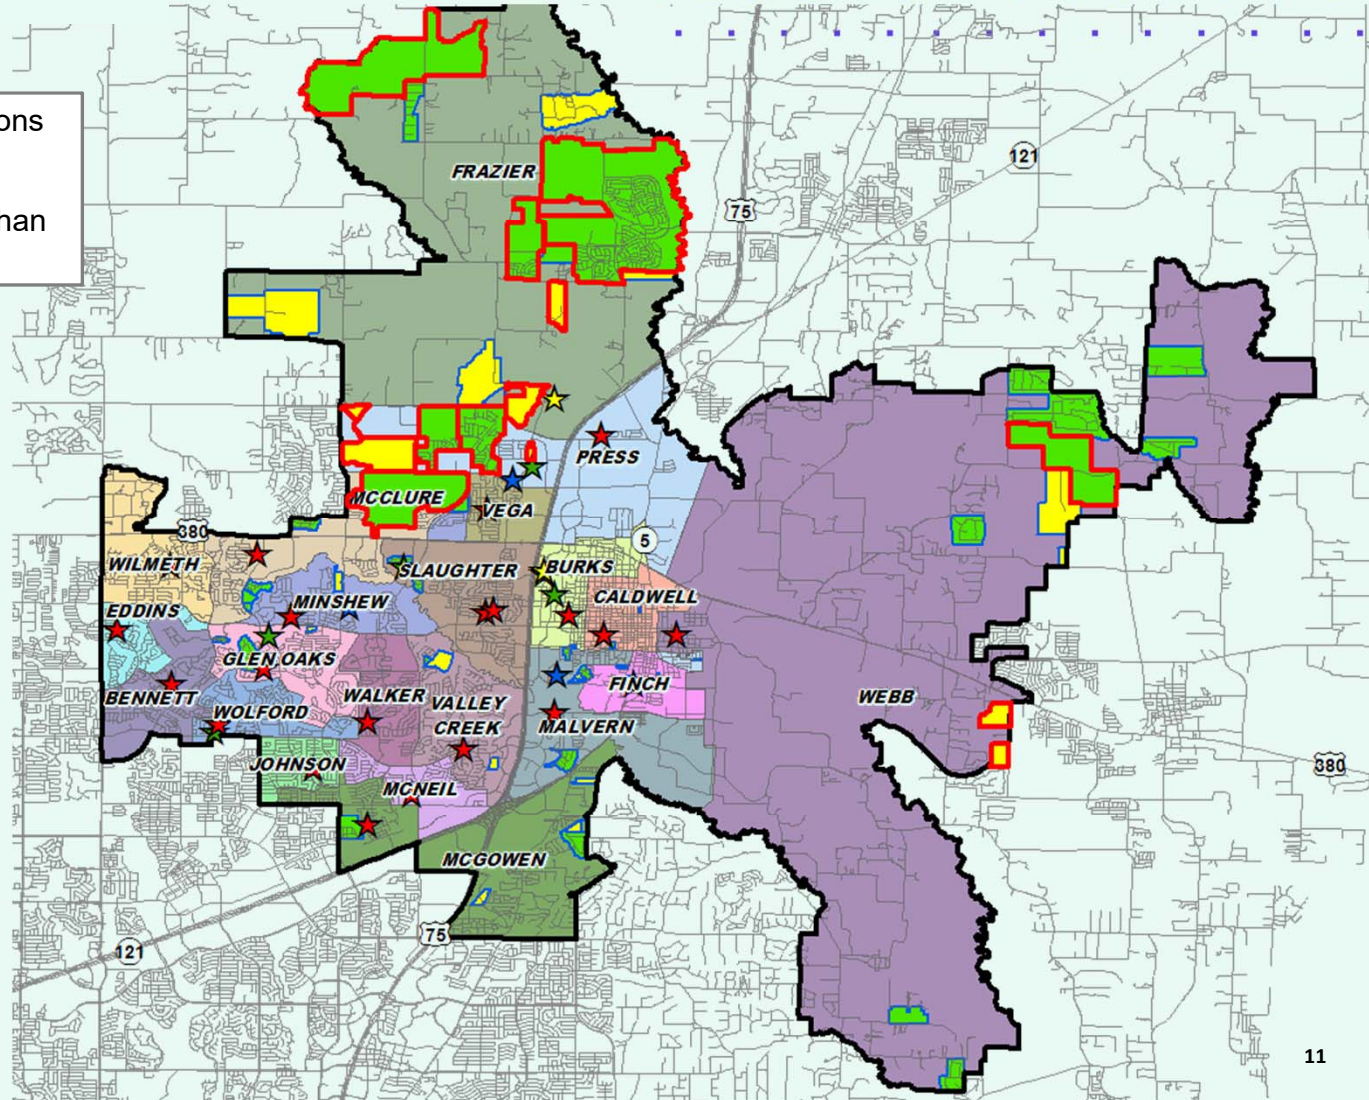 ons
nan
FRAZIER
121
75
PRESS
MCCLURE
VEGA
380
5
WILMETH
SLAUGHTER
BURKS
EDDINS
MINSHEW
CALDWELL
GLEN OAKS
BENNETT
WOLFORD
WALKER
VALLEY
CREEK
FINCH
WEBB
MALVERN
JOHNSON
380
MCNEIL
MCGOWEN
75
121
11